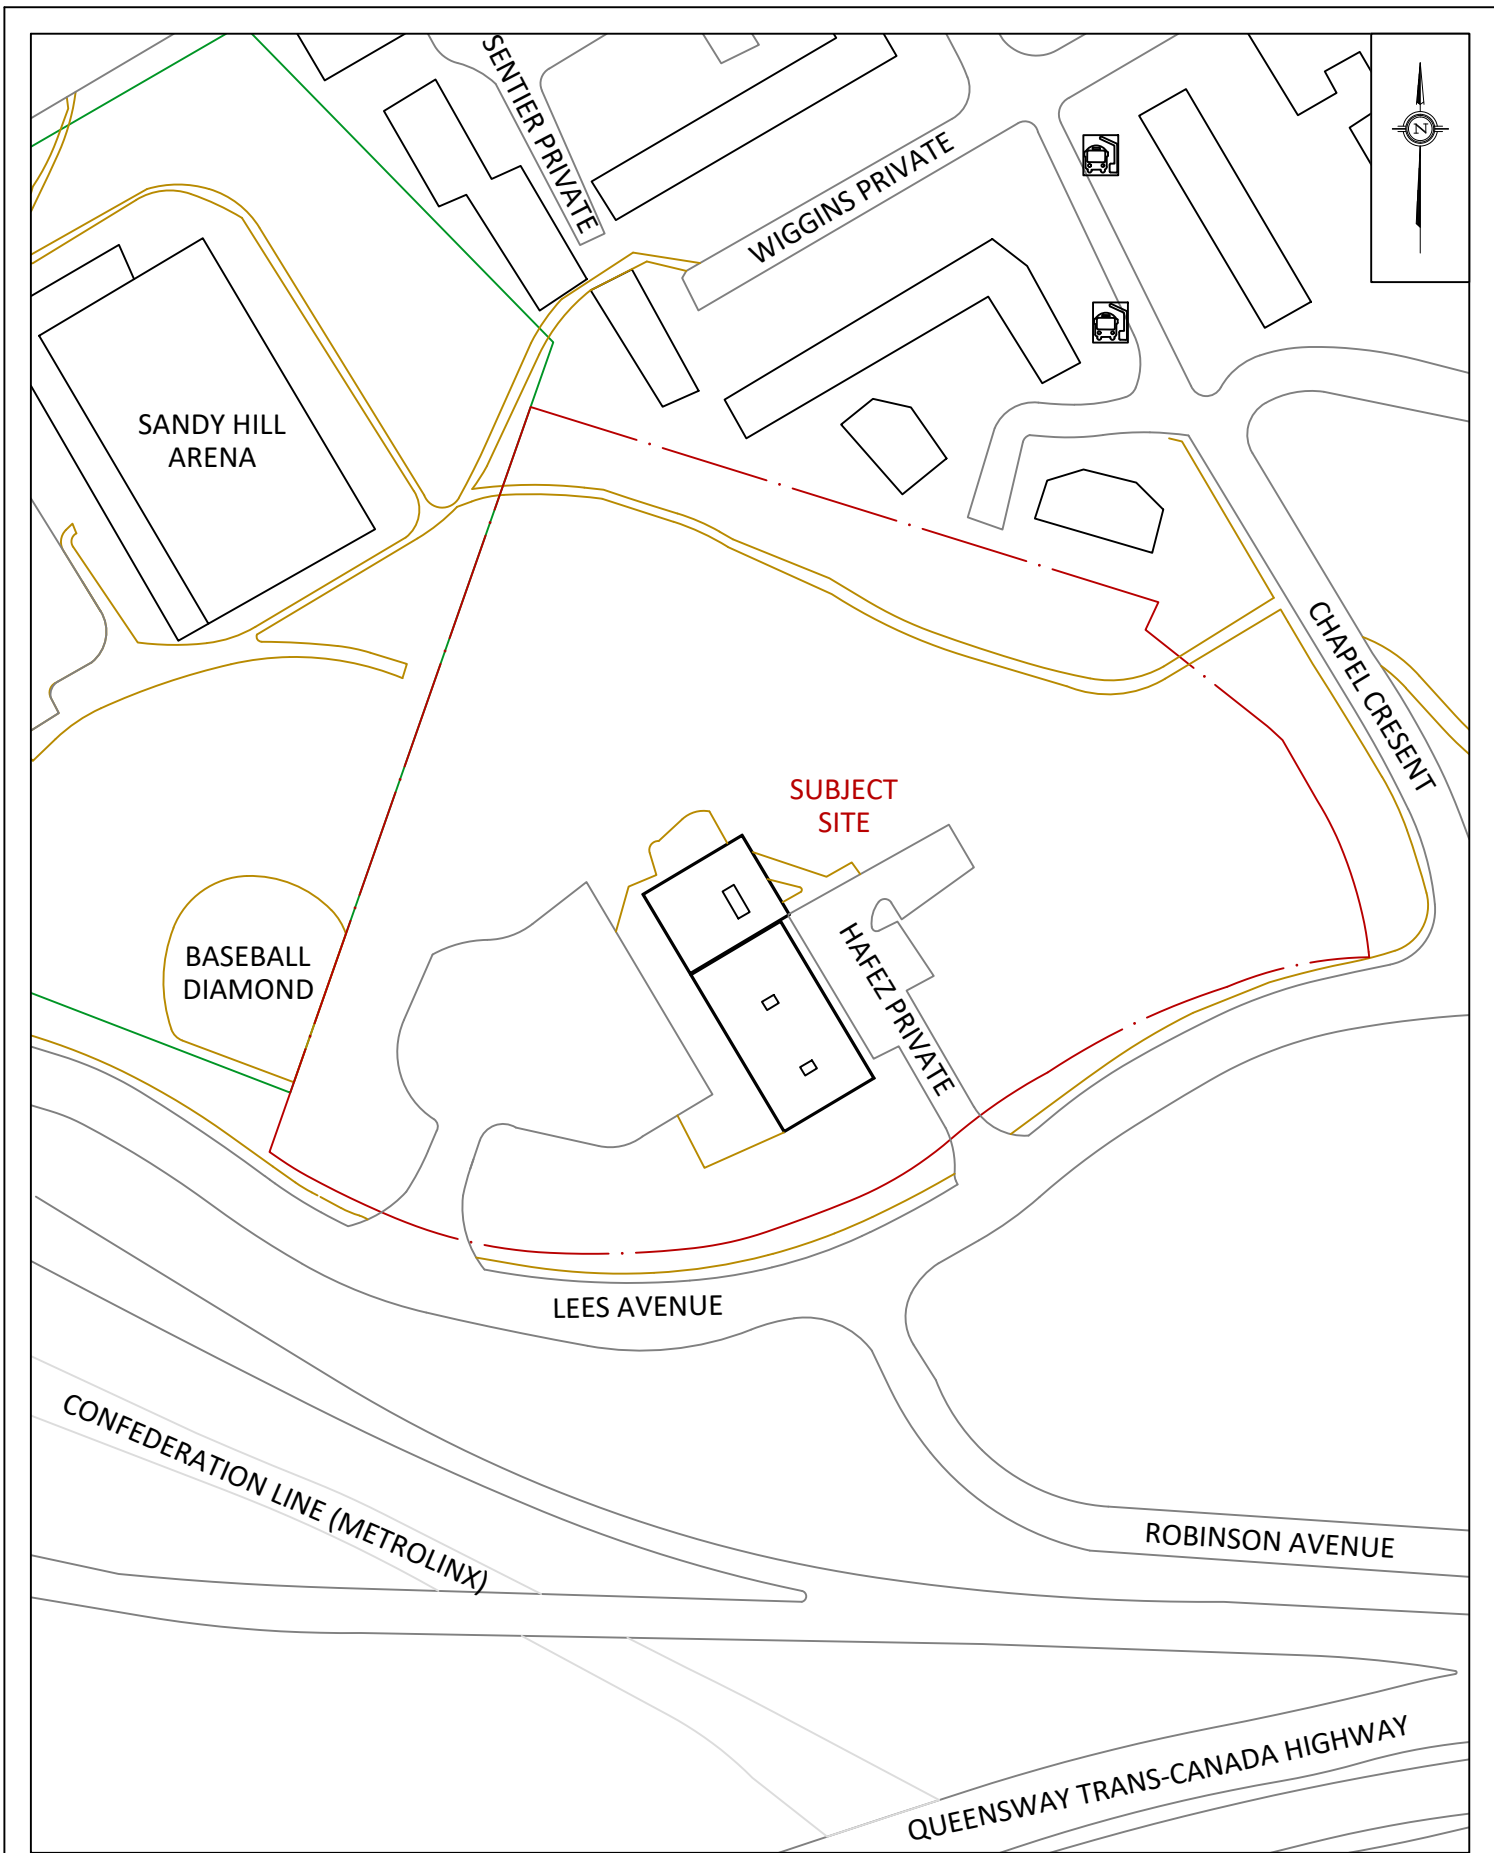 SENTIER PRIVATE
WIGGINS PRIVATE
N
SANDY HILL
ARENA
CHAPEL CRESENT
SUBJECT
SITE
HAFEZ PRIVATE
BASEBALL
DIAMOND
LEES AVENUE
CONFEDERATION LINE (METROLINX)
ROBINSON AVENUE
QUEENSWAY TRANS-CANADA HIGHWAY